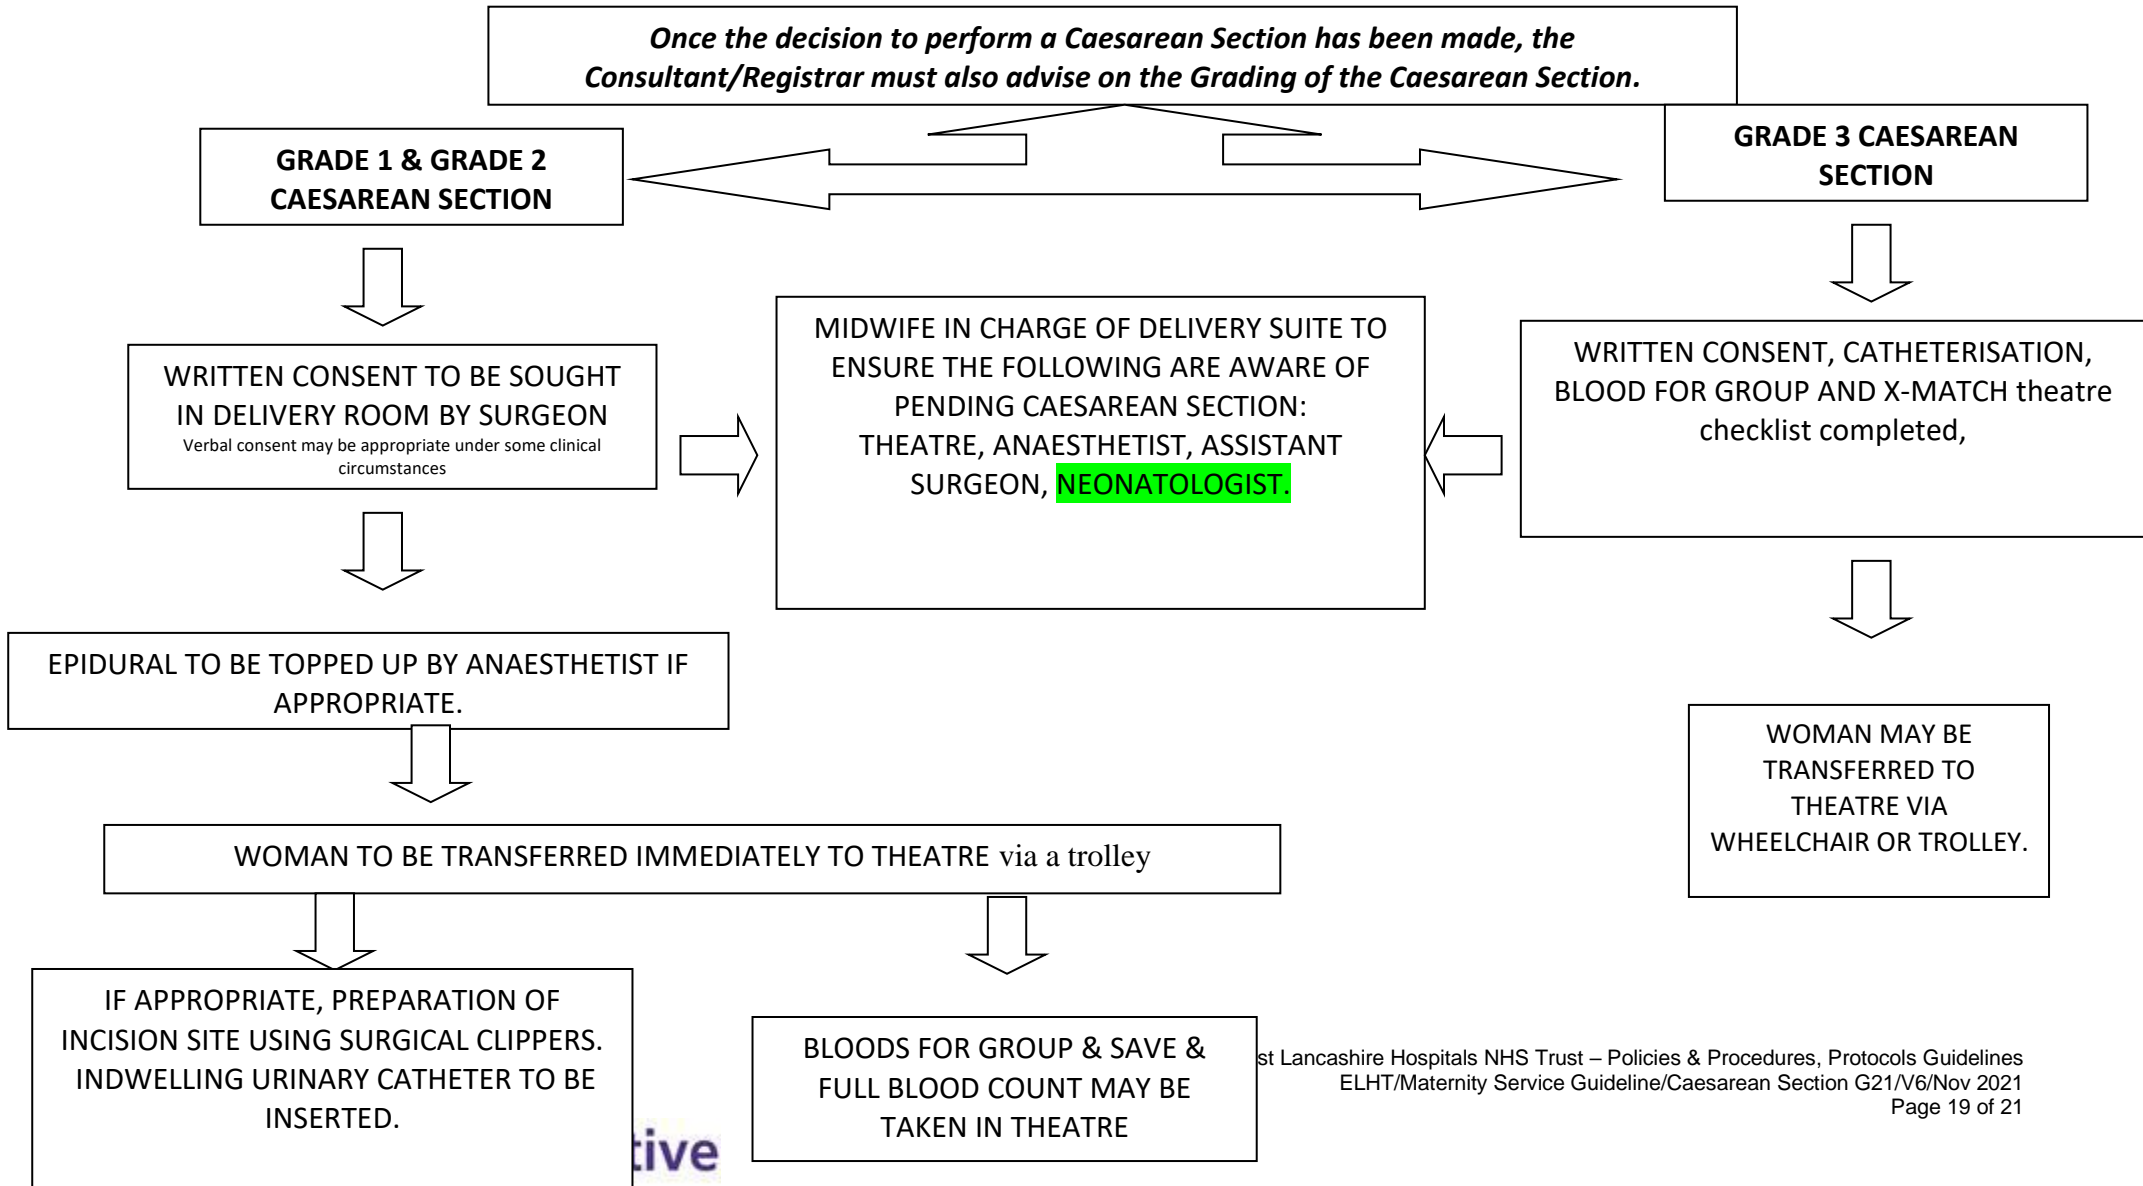 Once the decision to perform a Caesarean Section has been made, the
Consultant/Registrar must also advise on the Grading of the Caesarean Section.
GRADE 1 & GRADE 2
CAESAREAN SECTION
GRADE 3 CAESAREAN
SECTION
WRITTEN CONSENT TO BE SOUGHT
IN DELIVERY ROOM BY SURGEON
Verbal consent may be appropriate under some clinical
circumstances
MIDWIFE IN CHARGE OF DELIVERY SUITE TO
ENSURE THE FOLLOWING ARE AWARE OF
PENDING CAESAREAN SECTION:
THEATRE, ANAESTHETIST, ASSISTANT
SURGEON, NEONATOLOGIST.
WRITTEN CONSENT, CATHETERISATION,
BLOOD FOR GROUP AND X-MATCH theatre
checklist completed,
EPIDURAL TO BE TOPPED UP BY ANAESTHETIST IF
APPROPRIATE.
WOMAN MAY BE
TRANSFERRED TO
THEATRE VIA
WHEELCHAIR OR TROLLEY.
WOMAN TO BE TRANSFERRED IMMEDIATELY TO THEATRE via a trolley
IF APPROPRIATE, PREPARATION OF
INCISION SITE USING SURGICAL CLIPPERS.
INDWELLING URINARY CATHETER TO BE
INSERTED.
BLOODS FOR GROUP & SAVE &
FULL BLOOD COUNT MAY BE
TAKEN IN THEATRE
st Lancashire Hospitals NHS Trust – Policies & Procedures, Protocols Guidelines
ELHT/Maternity Service Guideline/Caesarean Section G21/V6/Nov 2021
Page 19 of 21
tive